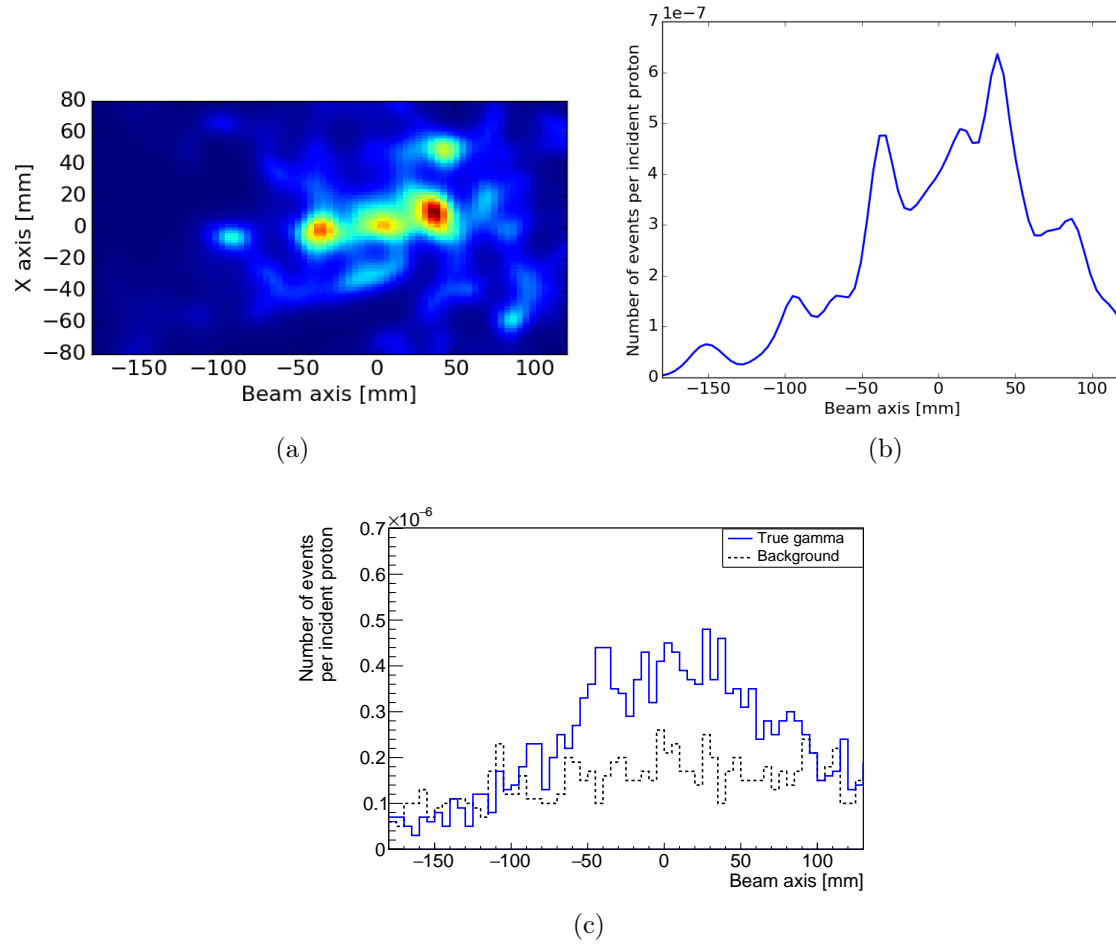 80
60
40
20
0
−20
−40
−60
−80
X axis [mm]
−150 −100 −50 0 50 100
Beam axis [mm]
(a)
7 1e-7
6
5
4
3
2
1
0
Number of events per incident proton
−150 −100 −50 0 50 100
Beam axis [mm]
(b)
×10⁻⁶
0.7
0.6
0.5
0.4
0.3
0.2
0.1
0
Number of events
per incident proton
True gamma
Background
−150 −100 −50 0 50 100
Beam axis [mm]
(c)